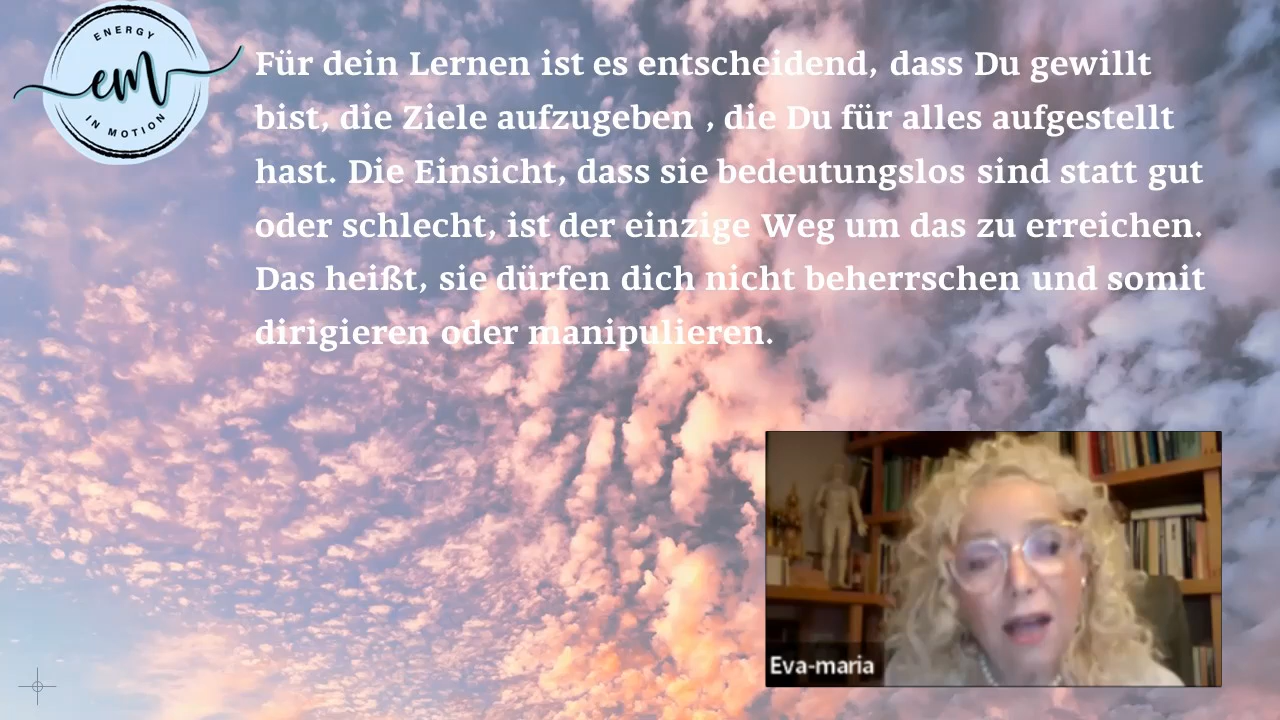 ENERGY
em
IN MOTION
Für dein Lernen ist es entscheidend, dass Du gewillt
bist, die Ziele aufzugeben , die Du für alles aufgestellt
hast. Die Einsicht, dass sie bedeutungslos sind statt gut
oder schlecht, ist der einzige Weg um das zu erreichen.
Das heißt, sie dürfen dich nicht beherrschen und somit
dirigieren oder manipulieren.
Eva-maria